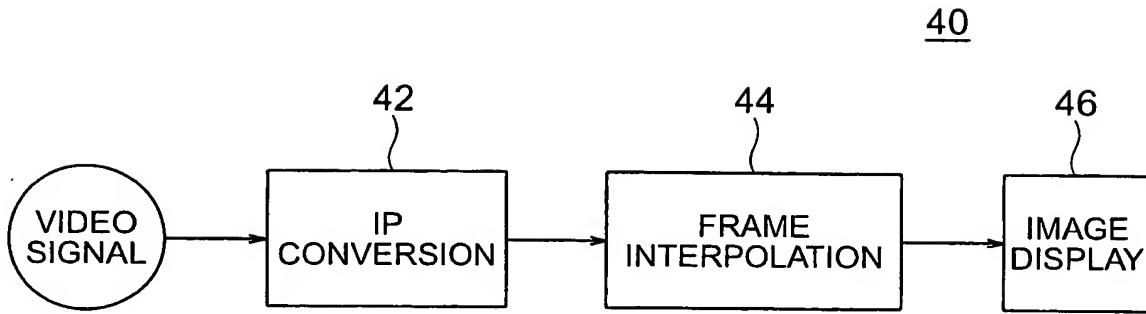 40
42
44
46
VIDEO
SIGNAL
IP
CONVERSION
FRAME
INTERPOLATION
IMAGE
DISPLAY